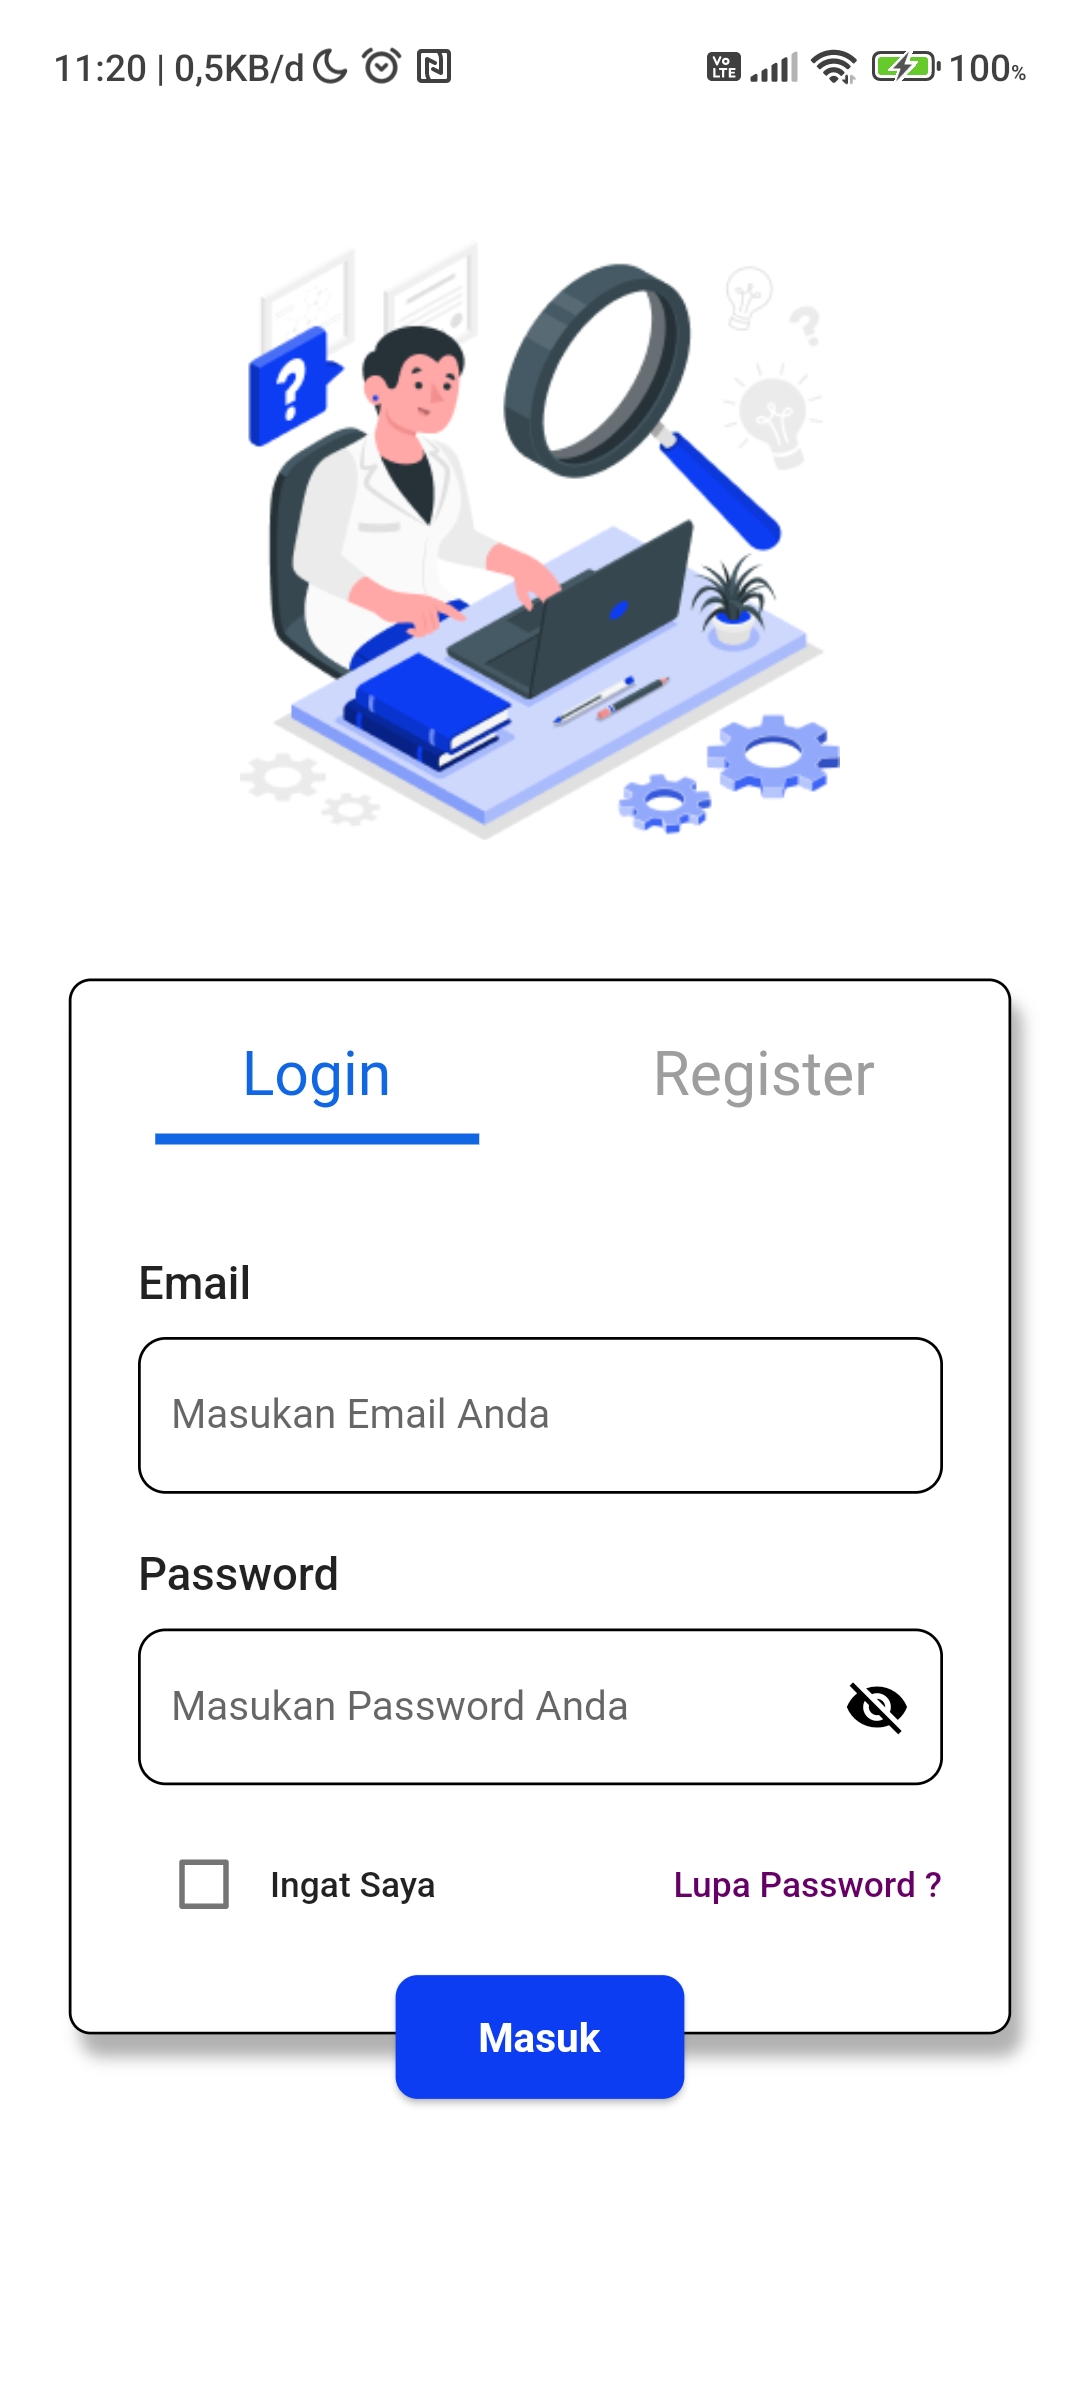 11:20 | 0,5KB/d
Vo LTE
100%
?
?
Login
Register
Email
Masukan Email Anda
Password
Masukan Password Anda
Ingat Saya
Lupa Password ?
Masuk